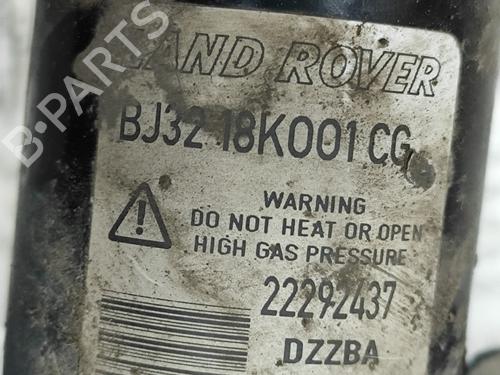 B-PARTS
LAND ROVER
BJ32 18K001 CG
WARNING
DO NOT HEAT OR OPEN
HIGH GAS PRESSURE
22292437
DZZBA